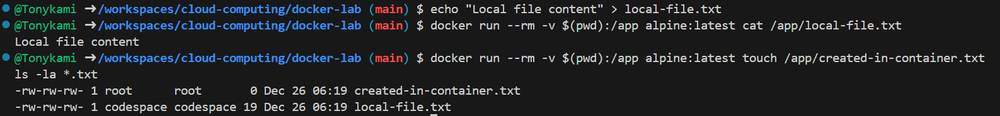 @Tonykami ➜/workspaces/cloud-computing/docker-lab (main) $ echo "Local file content" > local-file.txt
@Tonykami ➜/workspaces/cloud-computing/docker-lab (main) $ docker run --rm -v $(pwd):/app alpine:latest cat /app/local-file.txt
Local file content
@Tonykami ➜/workspaces/cloud-computing/docker-lab (main) $ docker run --rm -v $(pwd):/app alpine:latest touch /app/created-in-container.txt
ls -la *.txt
-rw-rw-rw- 1 root      root       0 Dec 26 06:19 created-in-container.txt
-rw-rw-rw- 1 codespace codespace 19 Dec 26 06:19 local-file.txt